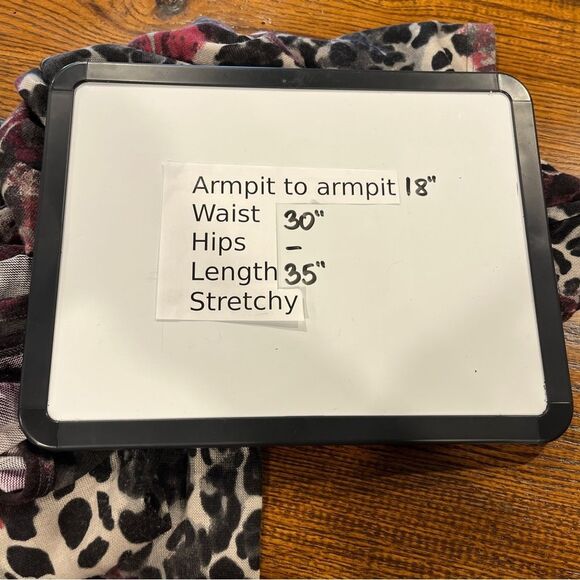 Armpit to armpit 18"
Waist 30"
Hips -
Length 35"
Stretchy